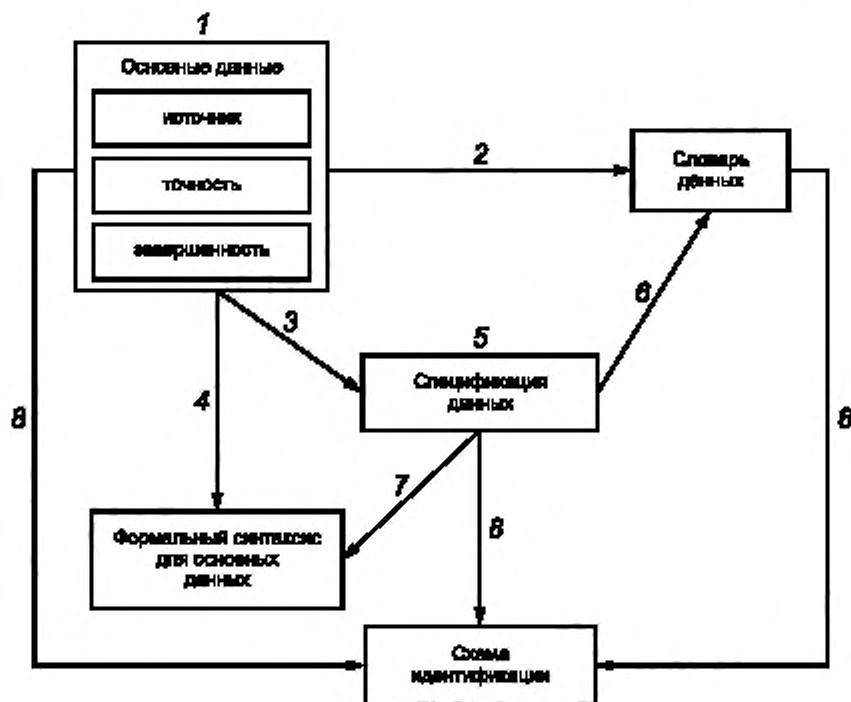 1
Основные данные
источник
точность
завершенность
2
Словарь
данных
3
4
5
Спецификация
данных
6
7
8
8
8
Формальный синтаксис
для основных
данных
Схема
идентификации